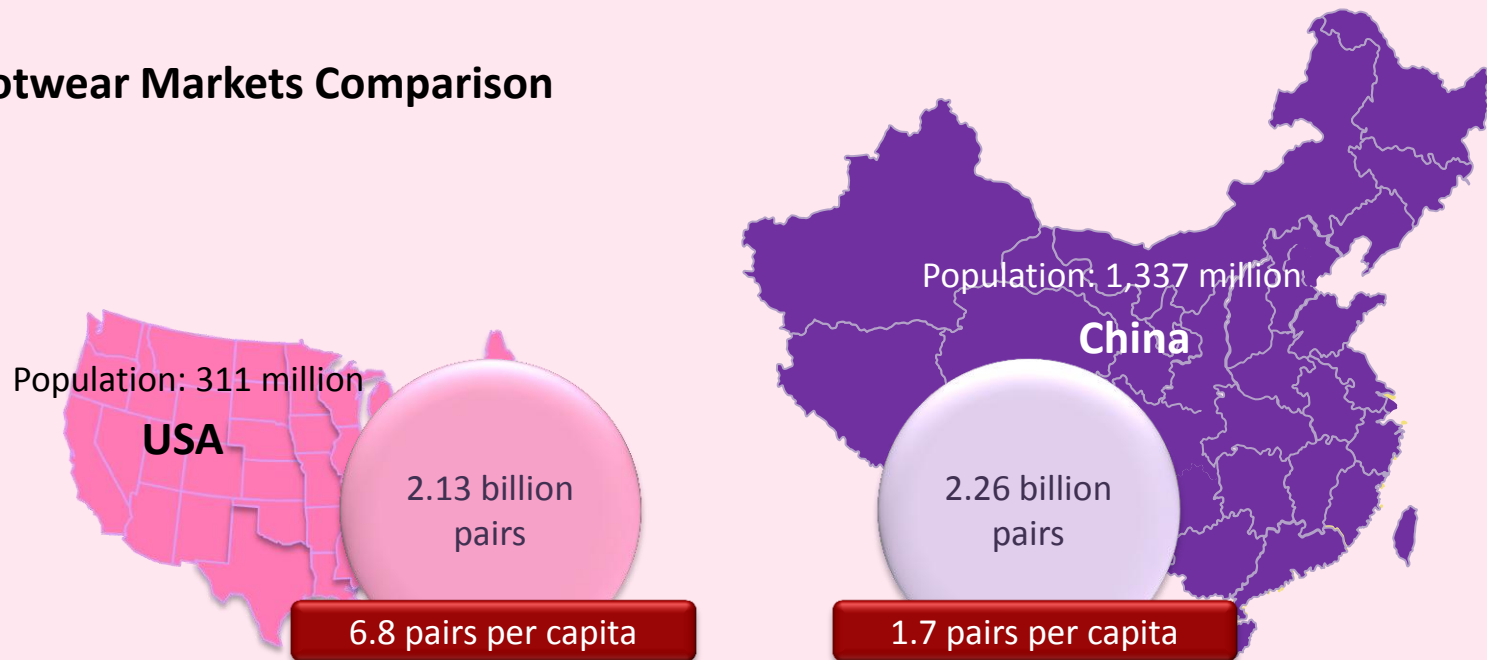 otwear Markets Comparison
Population: 311 million
USA
2.13 billion
pairs
6.8 pairs per capita
Population: 1,337 million
China
2.26 billion
pairs
1.7 pairs per capita